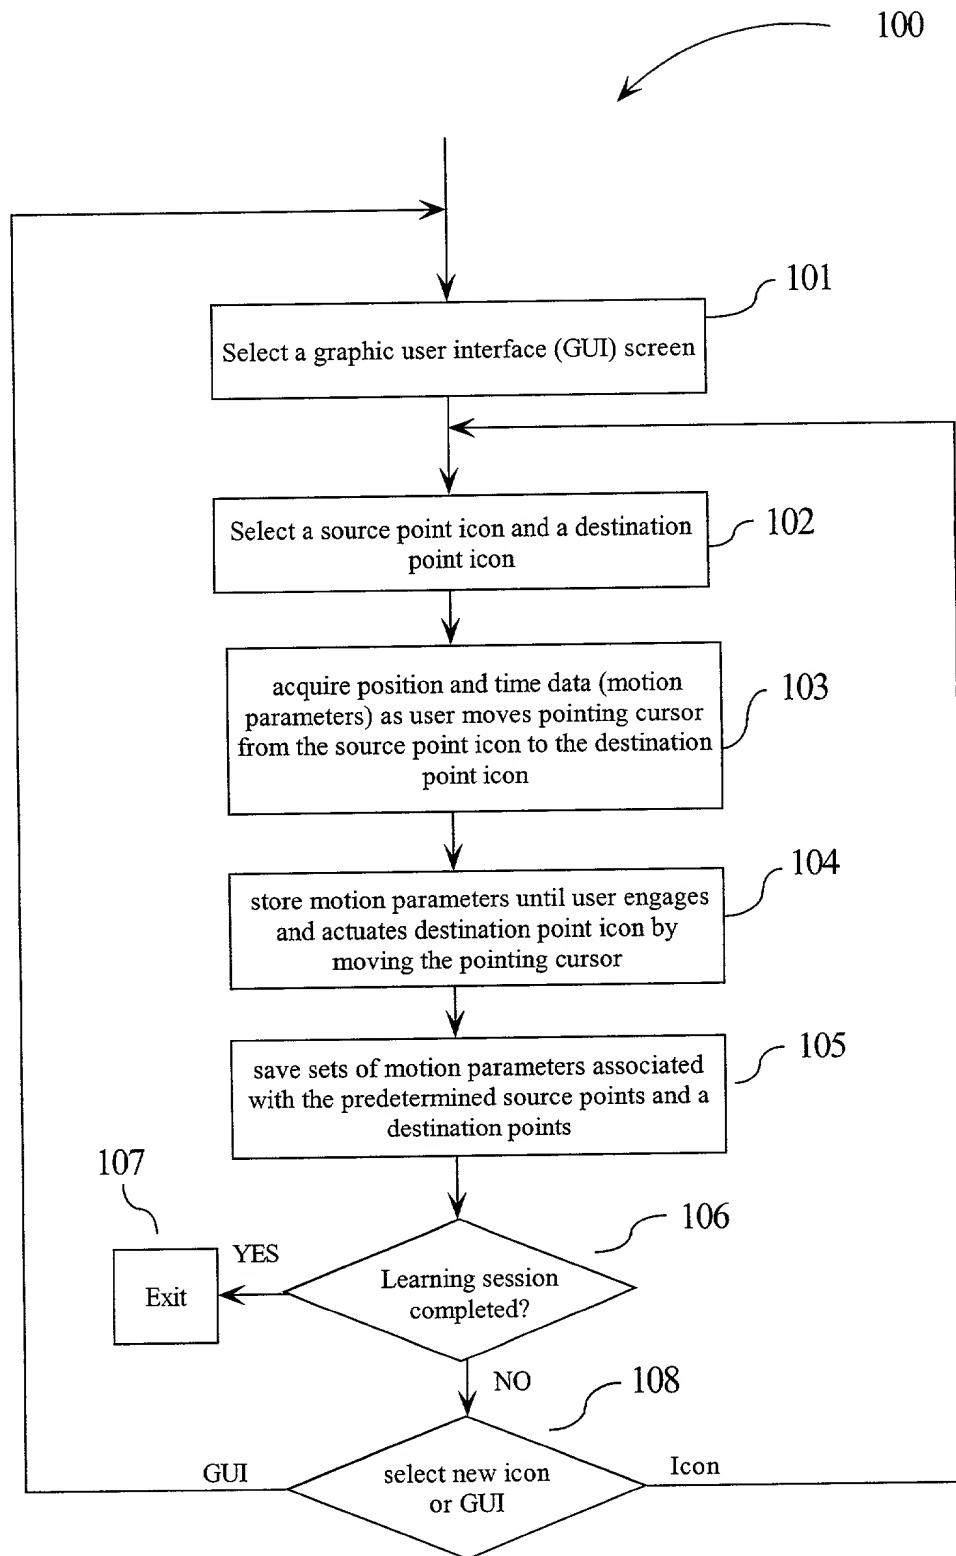 100
101
Select a graphic user interface (GUI) screen
102
Select a source point icon and a destination
point icon
103
acquire position and time data (motion
parameters) as user moves pointing cursor
from the source point icon to the destination
point icon
104
store motion parameters until user engages
and actuates destination point icon by
moving the pointing cursor
105
save sets of motion parameters associated
with the predetermined source points and a
destination points
107
106
YES
Exit
Learning session
completed?
NO
108
GUI
Icon
select new icon
or GUI